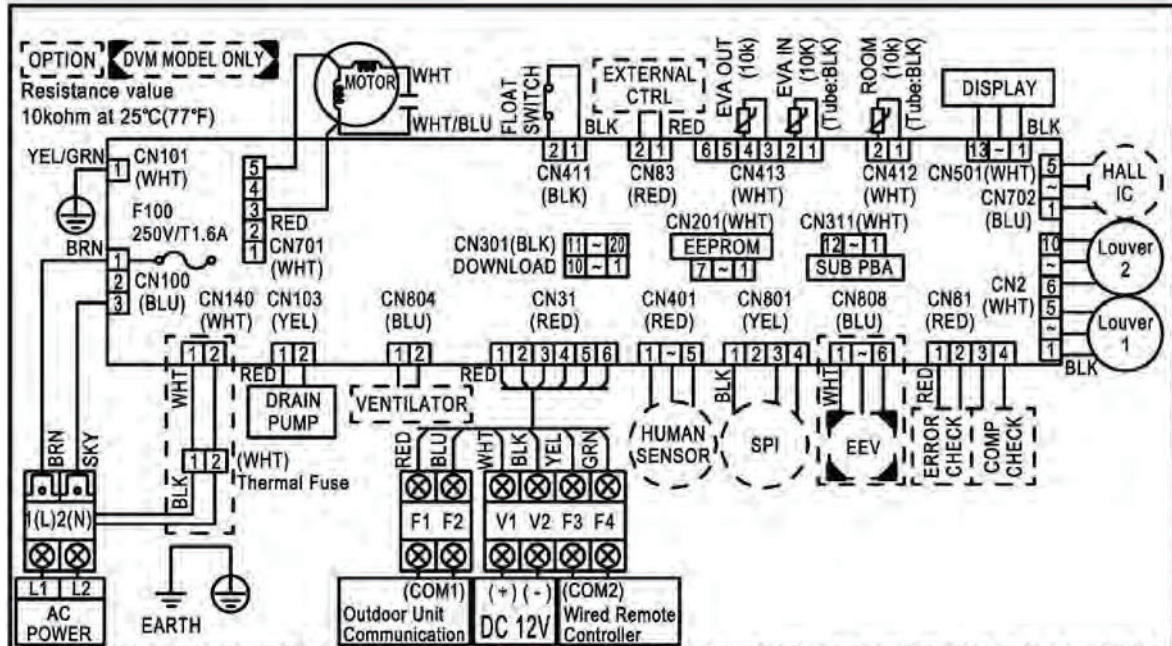 OPTION
DVM MODEL ONLY
Resistance value
10kohm at 25°C(77°F)
MOTOR
WHT
WHT/BLU
FLOAT
SWITCH
BLK
EXTERNAL
CTRL
RED
EVA OUT
(10k)
EVA IN
(10K)
(Tube:BLK)
ROOM
(10k)
(Tube:BLK)
DISPLAY
BLK
YEL/GRN
1
CN101
(WHT)
5
4
3
2
1
RED
CN701
(WHT)
2 1
CN411
(BLK)
2 1
CN83
(RED)
6 5 4 3 2 1
CN413
(WHT)
2 1
CN412
(WHT)
13 ~ 1
CN501(WHT)
5
~
1
CN702
(BLU)
HALL
IC
F100
250V/T1.6A
BRN
1
2
3
CN100
(BLU)
CN301(BLK)
DOWNLOAD
11 ~ 20
10 ~ 1
CN201(WHT)
EEPROM
7 ~ 1
CN311(WHT)
12 ~ 1
SUB PBA
10
~
6
5
~
1
CN2
(WHT)
Louver
2
Louver
1
BLK
CN140
(WHT)
1 2
CN103
(YEL)
1 2
CN804
(BLU)
1 2
CN31
(RED)
1 2 3 4 5 6
CN401
(RED)
1 ~ 5
CN801
(YEL)
1 2 3 4
CN808
(BLU)
1 ~ 6
CN81
(RED)
1 2 3 4
WHT
RED
DRAIN
PUMP
VENTILATOR
RED
HUMAN
SENSOR
BLK
SPI
WHT
EEV
RED
ERROR
CHECK
COMP
CHECK
BRN
SKY
BLK
1 2
(WHT)
Thermal Fuse
RED
BLU
WHT
BLK
YEL
GRN
1(L)2(N)
F1 F2
V1 V2 F3 F4
L1 L2
AC
POWER
EARTH
(COM1)
Outdoor Unit
Communication
(+) (-)
DC 12V
(COM2)
Wired Remote
Controller